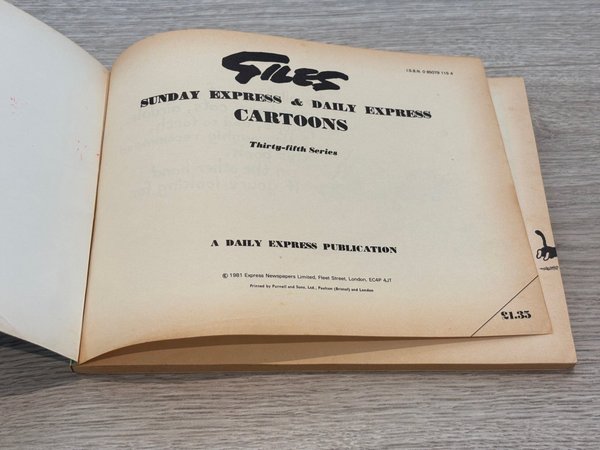 GILES
I.S.B.N. 0 85079 115 4
SUNDAY EXPRESS & DAILY EXPRESS
CARTOONS
Thirty-fifth Series
A DAILY EXPRESS PUBLICATION
© 1981 Express Newspapers Limited, Fleet Street, London, EC4P 4JT
Printed by Purnell and Sons, Ltd., Paulton (Bristol) and London
£1.35